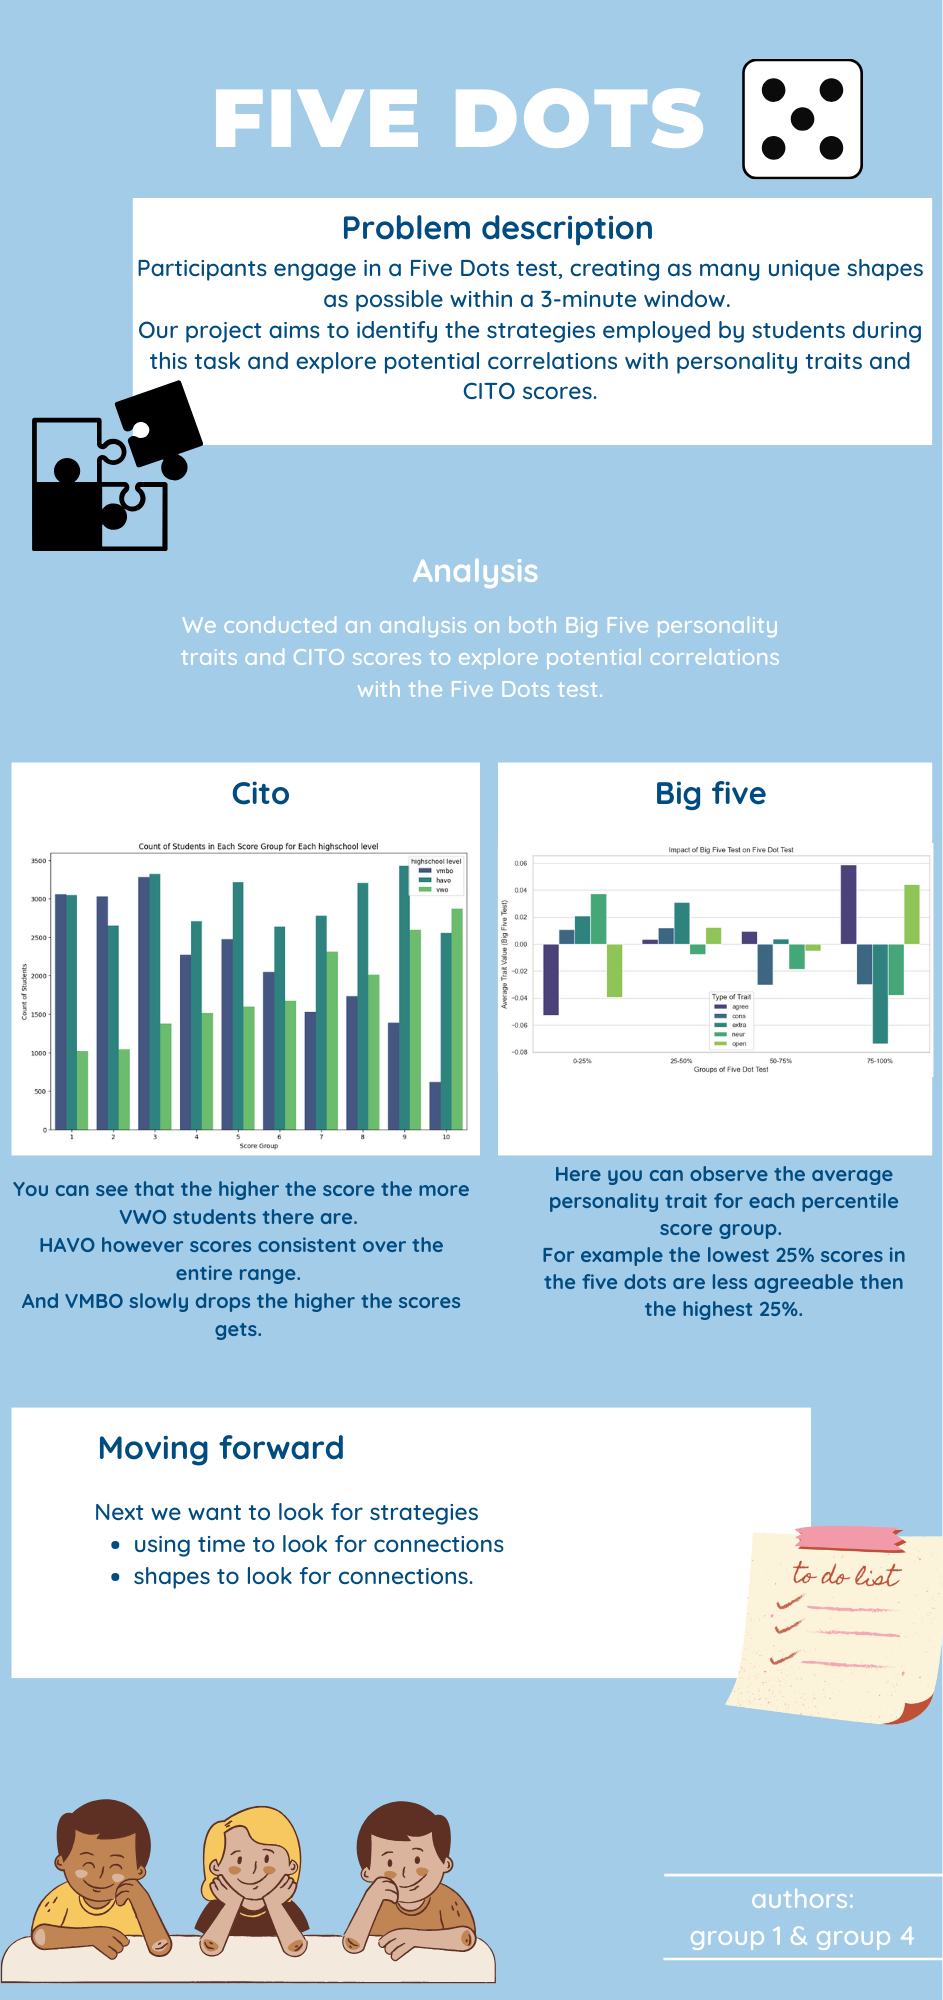 FIVE DOTS
Problem description
Participants engage in a Five Dots test, creating as many unique shapes
as possible within a 3-minute window.
Our project aims to identify the strategies employed by students during
this task and explore potential correlations with personality traits and
CITO scores.
Analysis
We conducted an analysis on both Big Five personality
traits and CITO scores to explore potential correlations
with the Five Dots test.
Cito
Count of Students in Each Score Group for Each highschool level
highschool level
vmbo
havo
vwo
Count of Students
3500
3000
2500
2000
1500
1000
500
0
1 2 3 4 5 6 7 8 9 10
Score Group
You can see that the higher the score the more
VWO students there are.
HAVO however scores consistent over the
entire range.
And VMBO slowly drops the higher the scores
gets.
Big five
Impact of Big Five Test on Five Dot Test
Average Trait Value (Big Five Test)
0.06
0.04
0.02
0.00
−0.02
−0.04
−0.06
−0.08
Type of Trait
agree
cons
extra
neur
open
0-25% 25-50% 50-75% 75-100%
Groups of Five Dot Test
Here you can observe the average
personality trait for each percentile
score group.
For example the lowest 25% scores in
the five dots are less agreeable then
the highest 25%.
Moving forward
Next we want to look for strategies
• using time to look for connections
• shapes to look for connections.
to do list
authors:
group 1 & group 4